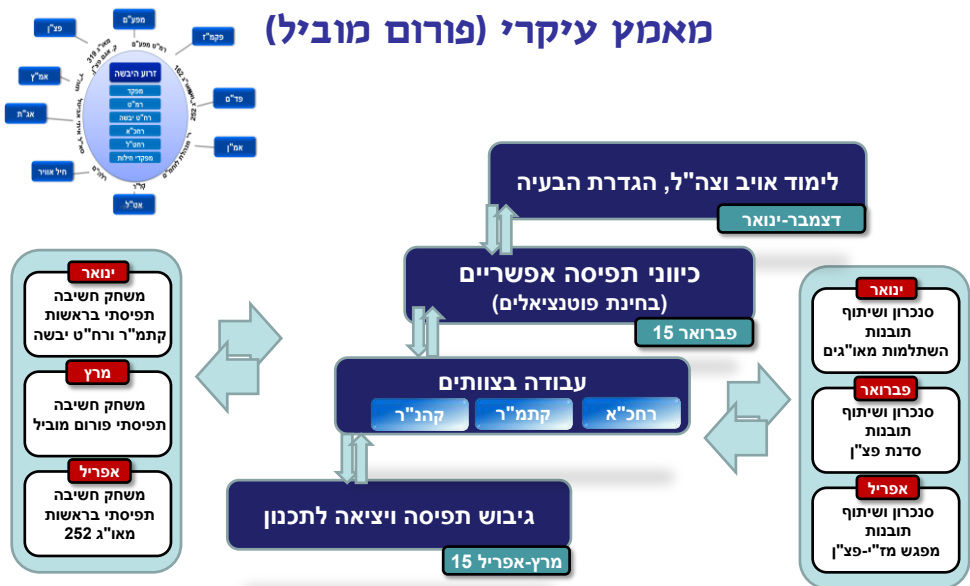 מאמץ עיקרי (פורום מוביל)
מפע"ם
פצ"ן
פקמ"ז
אמ"ץ
פד"ם
אג"ת
אמ"ן
חיל אוויר
אט"ל
רמ"ט מפע"ם
זרוע היבשה
מפקד
רמ"ט
רח"ט יבשה
רחכ"א
רחט"ל
מפקדי חילות
לימוד אויב וצה"ל, הגדרת הבעיה
דצמבר-ינואר
כיווני תפיסה אפשריים
(בחינת פוטנציאלים)
פברואר 15
עבודה בצוותים
רחכ"א
קתמ"ר
קהנ"ר
גיבוש תפיסה ויציאה לתכנון
מרץ-אפריל 15
ינואר
סנכרון ושיתוף
תובנות
השתלמות מאו"גים
פברואר
סנכרון ושיתוף
תובנות
סדנת פצ"ן
אפריל
סנכרון ושיתוף
תובנות
מפגש מז"י-פצ"ן
ינואר
משחק חשיבה
תפיסתי בראשות
קתמ"ר ורח"ט יבשה
מרץ
משחק חשיבה
תפיסתי פורום מוביל
אפריל
משחק חשיבה
תפיסתי בראשות
מאו"ג 252